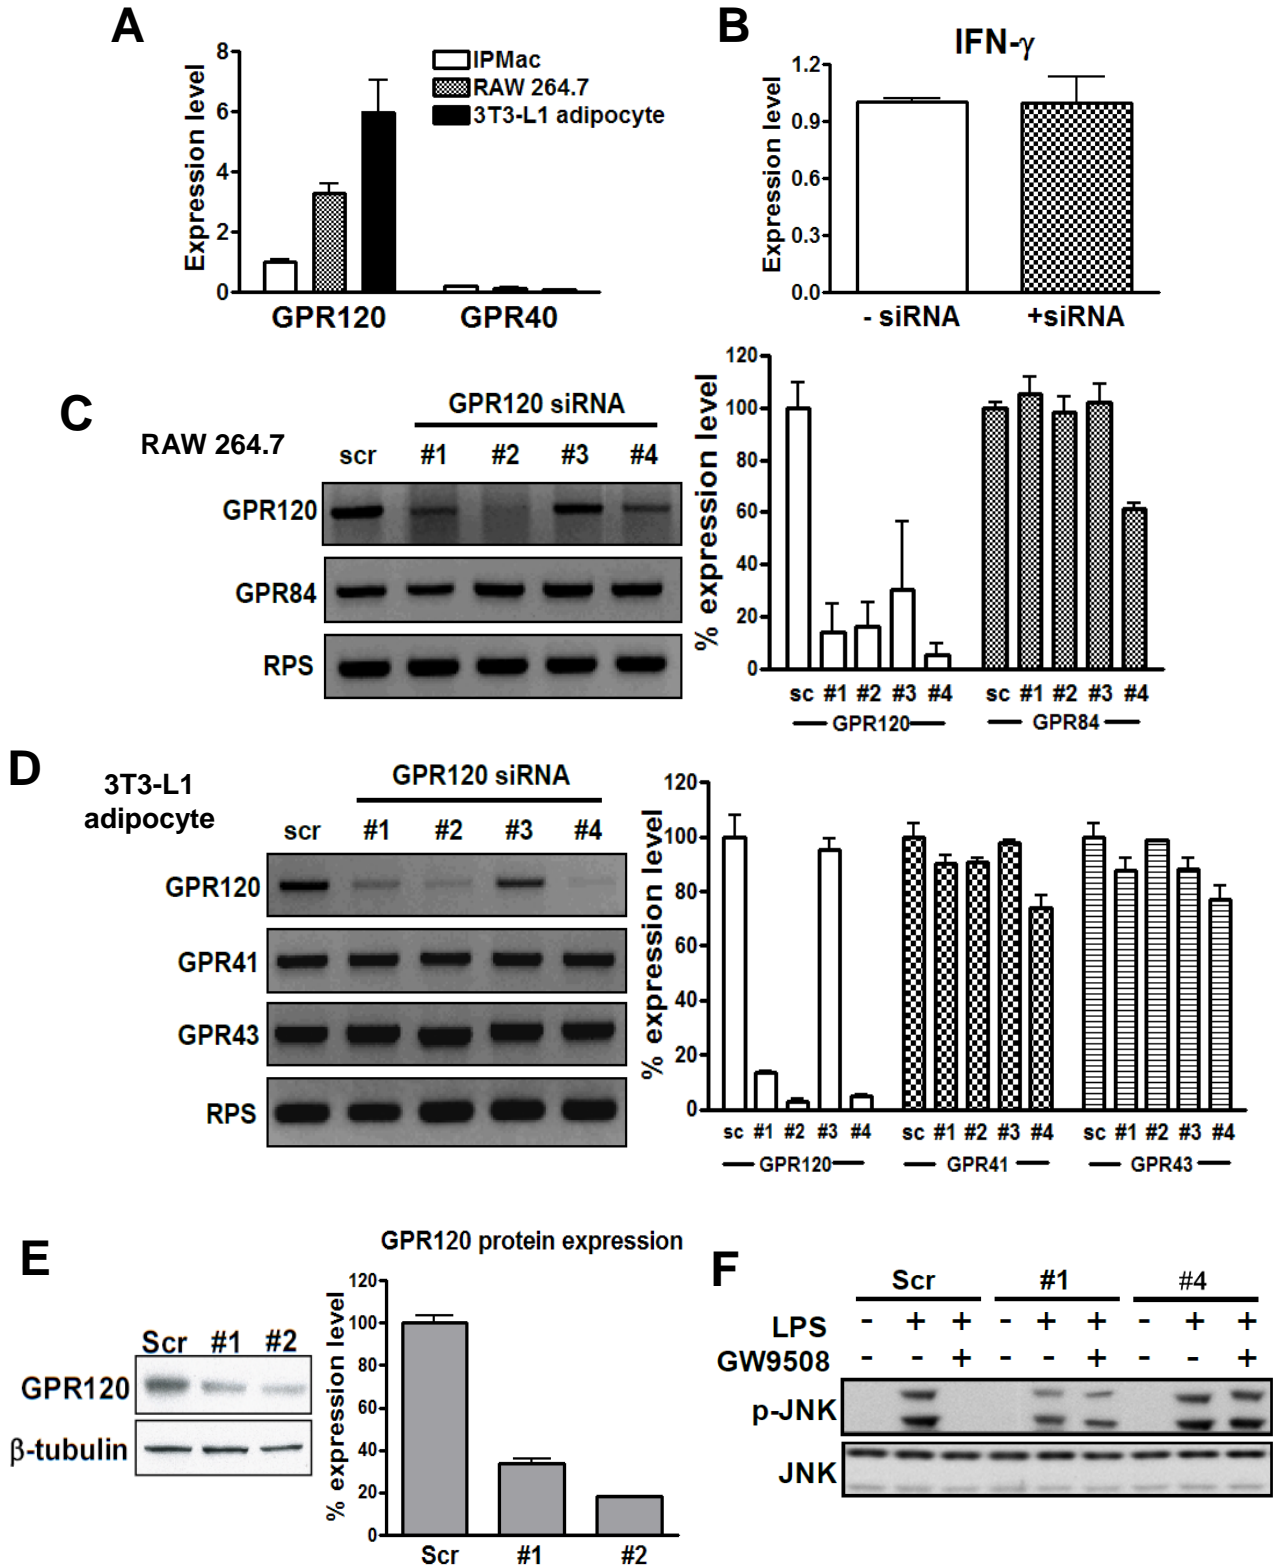 A
8
6
4
2
0
Expression level
IPMac
RAW 264.7
3T3-L1 adipocyte
GPR120 GPR40
B
IFN-γ
1.2
0.9
0.6
0.3
0.0
Expression level
- siRNA +siRNA
C
RAW 264.7
GPR120 siRNA
scr #1 #2 #3 #4
GPR120
GPR84
RPS
120
100
80
60
40
20
0
% expression level
sc #1 #2 #3 #4 sc #1 #2 #3 #4
GPR120 GPR84
D
3T3-L1
adipocyte
GPR120 siRNA
scr #1 #2 #3 #4
GPR120
GPR41
GPR43
RPS
120
100
80
60
40
20
0
% expression level
sc #1 #2 #3 #4 sc #1 #2 #3 #4 sc #1 #2 #3 #4
GPR120 GPR41 GPR43
E
Scr #1 #2
GPR120
β-tubulin
GPR120 protein expression
120
100
80
60
40
20
0
% expression level
Scr #1 #2
F
Scr #1 #4
LPS - + + - + + - + +
GW9508 - - + - - + - - +
p-JNK
JNK